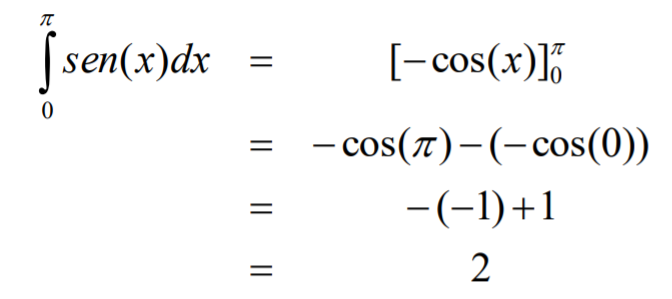 ∫₀^π sen(x)dx = [−cos(x)]₀^π
= −cos(π)−(−cos(0))
= −(−1)+1
= 2